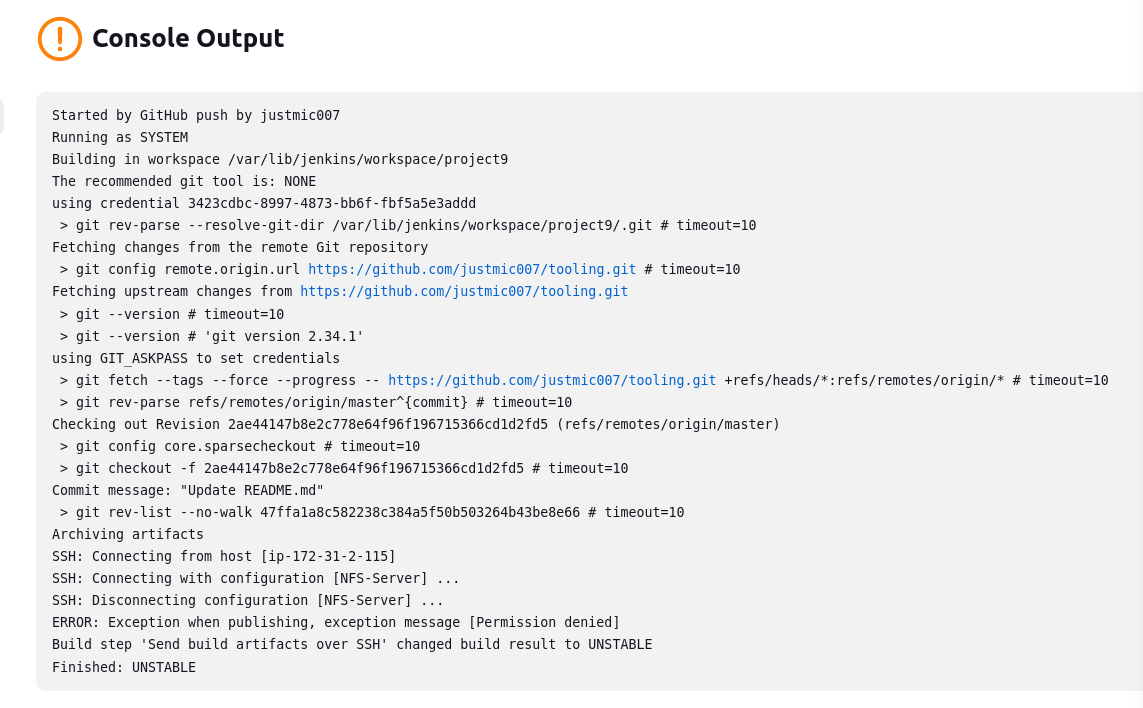 Console Output
Started by GitHub push by justmic007
Running as SYSTEM
Building in workspace /var/lib/jenkins/workspace/project9
The recommended git tool is: NONE
using credential 3423cdbc-8997-4873-bb6f-fbf5a5e3addd
 > git rev-parse --resolve-git-dir /var/lib/jenkins/workspace/project9/.git # timeout=10
Fetching changes from the remote Git repository
 > git config remote.origin.url https://github.com/justmic007/tooling.git # timeout=10
Fetching upstream changes from https://github.com/justmic007/tooling.git
 > git --version # timeout=10
 > git --version # 'git version 2.34.1'
using GIT_ASKPASS to set credentials 
 > git fetch --tags --force --progress -- https://github.com/justmic007/tooling.git +refs/heads/*:refs/remotes/origin/* # timeout=10
 > git rev-parse refs/remotes/origin/master^{commit} # timeout=10
Checking out Revision 2ae44147b8e2c778e64f96f196715366cd1d2fd5 (refs/remotes/origin/master)
 > git config core.sparsecheckout # timeout=10
 > git checkout -f 2ae44147b8e2c778e64f96f196715366cd1d2fd5 # timeout=10
Commit message: "Update README.md"
 > git rev-list --no-walk 47ffa1a8c582238c384a5f50b503264b43be8e66 # timeout=10
Archiving artifacts
SSH: Connecting from host [ip-172-31-2-115]
SSH: Connecting with configuration [NFS-Server] ...
SSH: Disconnecting configuration [NFS-Server] ...
ERROR: Exception when publishing, exception message [Permission denied]
Build step 'Send build artifacts over SSH' changed build result to UNSTABLE
Finished: UNSTABLE